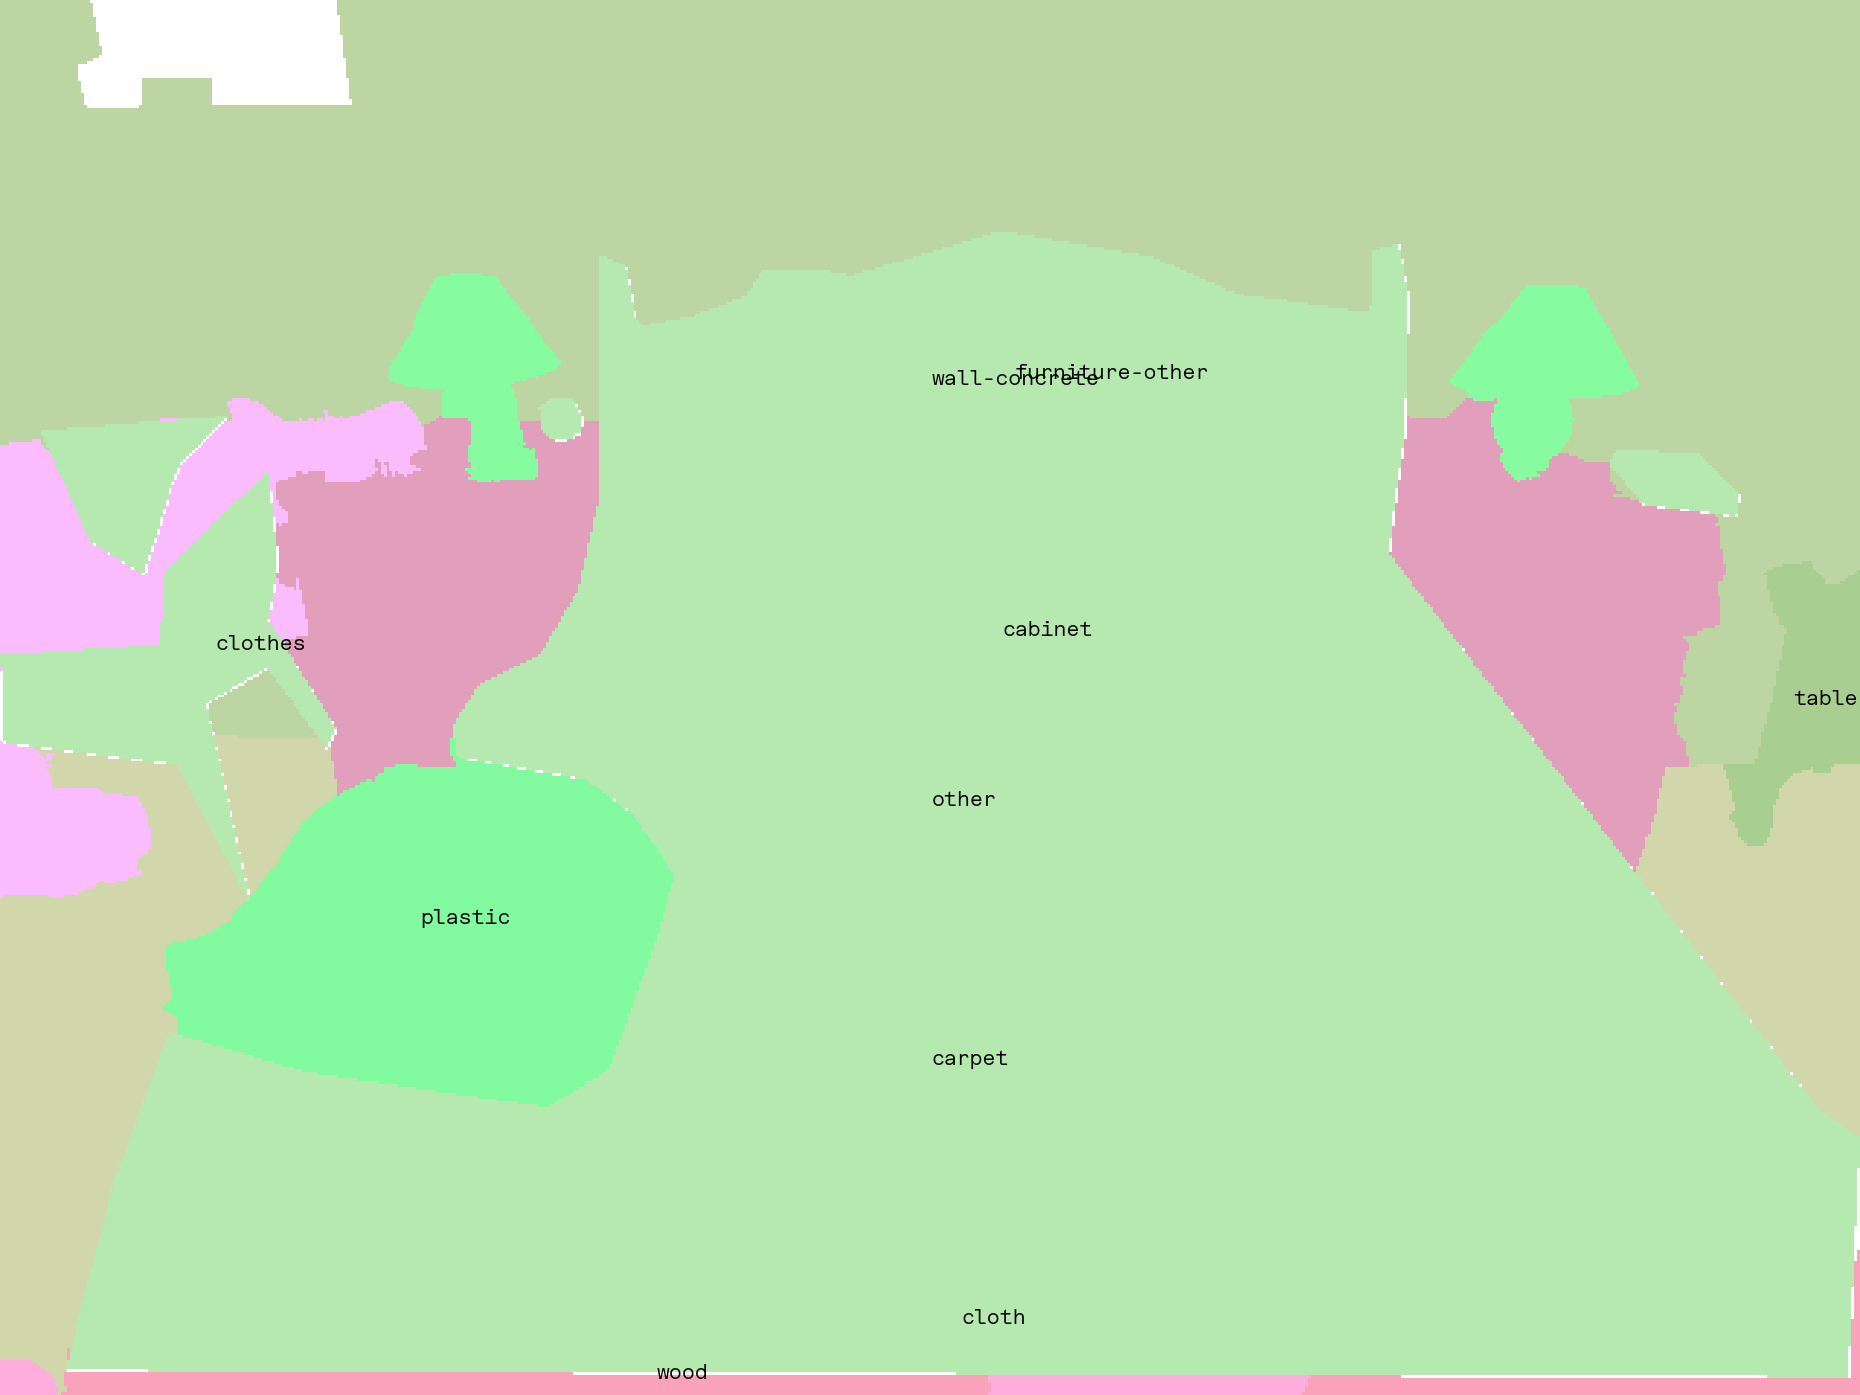 furniture-other
wall-concrete
cabinet
clothes
table
other
plastic
carpet
cloth
wood